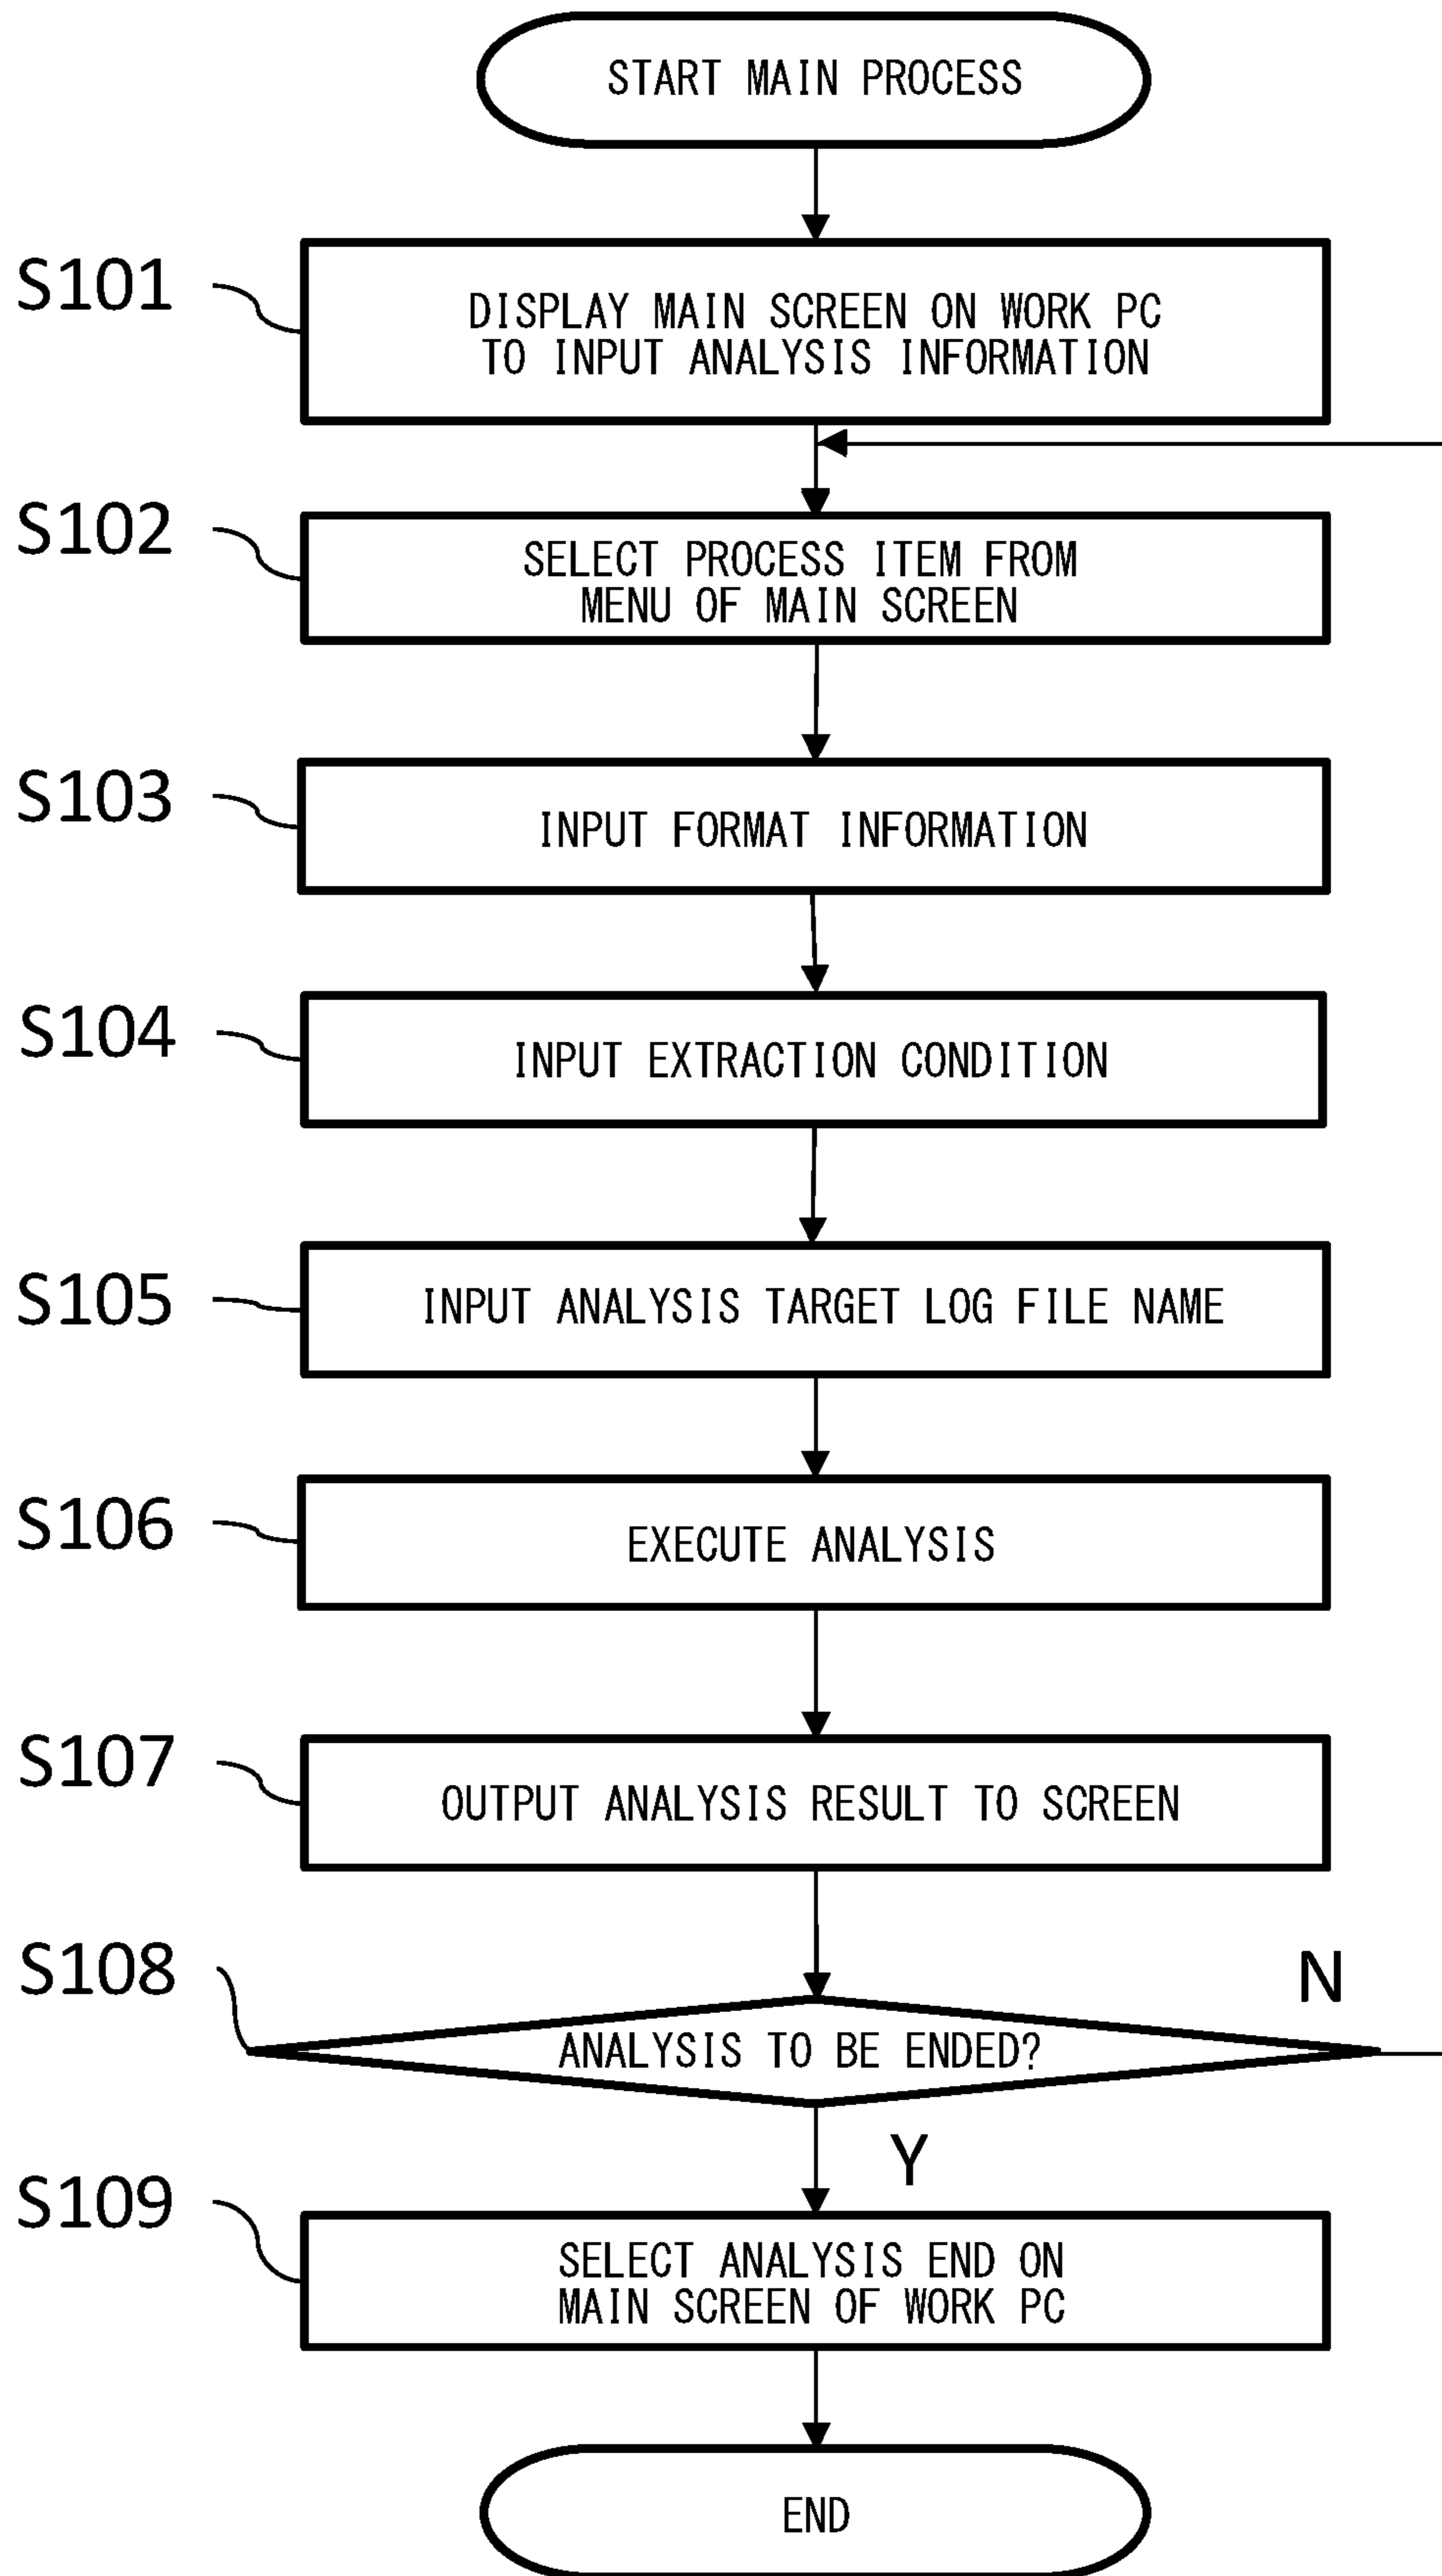 START MAIN PROCESS
S101
DISPLAY MAIN SCREEN ON WORK PC
TO INPUT ANALYSIS INFORMATION
S102
SELECT PROCESS ITEM FROM
MENU OF MAIN SCREEN
S103
INPUT FORMAT INFORMATION
S104
INPUT EXTRACTION CONDITION
S105
INPUT ANALYSIS TARGET LOG FILE NAME
S106
EXECUTE ANALYSIS
S107
OUTPUT ANALYSIS RESULT TO SCREEN
S108
ANALYSIS TO BE ENDED?
N
Y
S109
SELECT ANALYSIS END ON
MAIN SCREEN OF WORK PC
END